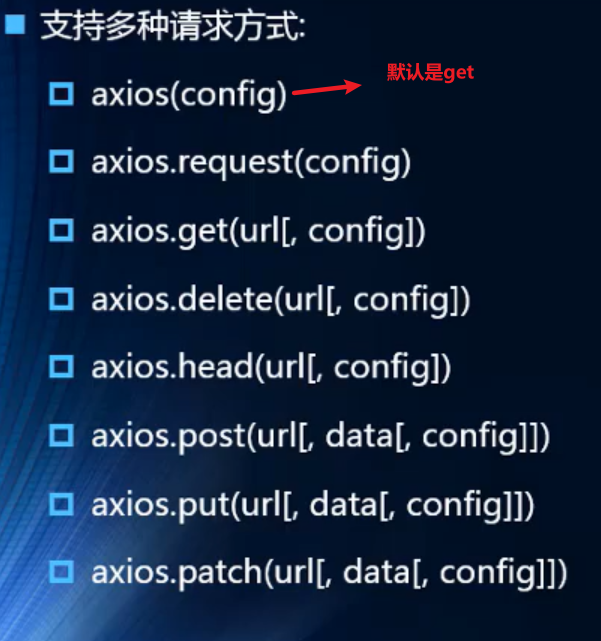 支持多种请求方式:
axios(config)
默认是get
axios.request(config)
axios.get(url[, config])
axios.delete(url[, config])
axios.head(url[, config])
axios.post(url[, data[, config]])
axios.put(url[, data[, config]])
axios.patch(url[, data[, config]])